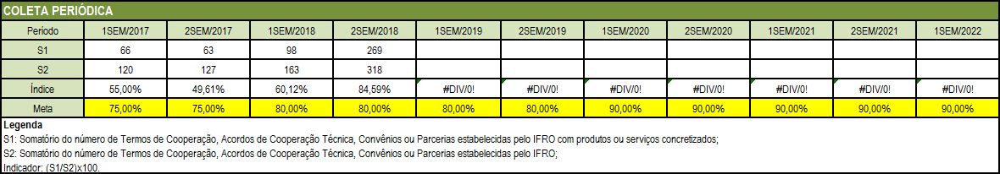 COLETA PERIÓDICA
Período 1SEM/2017 2SEM/2017 1SEM/2018 2SEM/2018 1SEM/2019 2SEM/2019 1SEM/2020 2SEM/2020 1SEM/2021 2SEM/2021 1SEM/2022
S1 66 63 98 269
S2 120 127 163 318
Índice 55,00% 49,61% 60,12% 84,59% #DIV/0! #DIV/0! #DIV/0! #DIV/0! #DIV/0! #DIV/0! #DIV/0!
Meta 75,00% 75,00% 80,00% 80,00% 80,00% 80,00% 90,00% 90,00% 90,00% 90,00% 90,00%
Legenda
S1: Somatório do número de Termos de Cooperação, Acordos de Cooperação Técnica, Convênios ou Parcerias estabelecidas pelo IFRO com produtos ou serviços concretizados;
S2: Somatório do número de Termos de Cooperação, Acordos de Cooperação Técnica, Convênios ou Parcerias estabelecidas pelo IFRO;
Indicador: (S1/S2)x100.